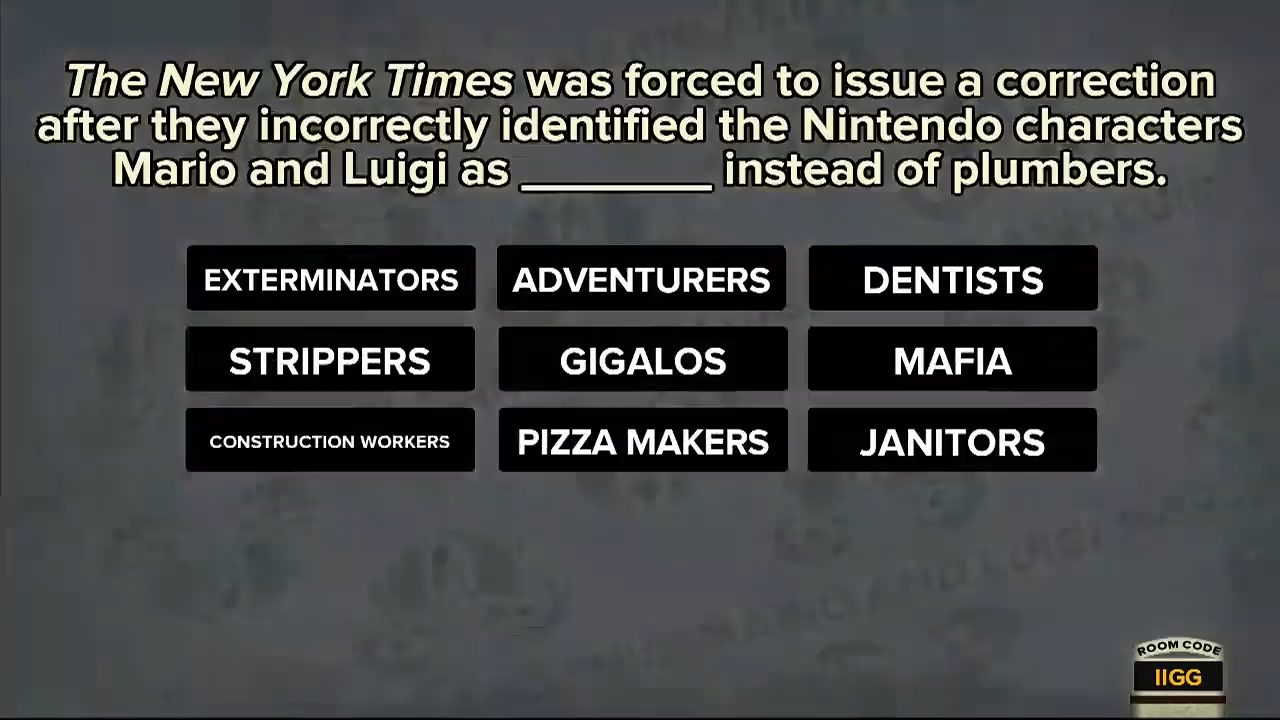 The New York Times was forced to issue a correction
after they incorrectly identified the Nintendo characters
Mario and Luigi as ________ instead of plumbers.
EXTERMINATORS
ADVENTURERS
DENTISTS
STRIPPERS
GIGALOS
MAFIA
CONSTRUCTION WORKERS
PIZZA MAKERS
JANITORS
ROOM CODE
IIGG